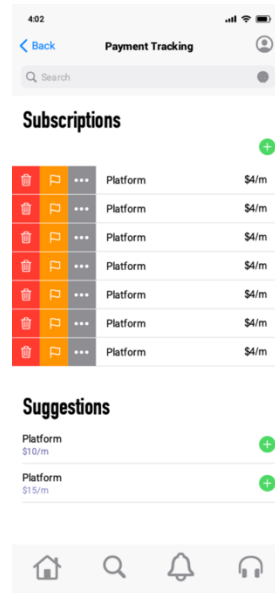 4:02
Back Payment Tracking
Search
Subscriptions
Platform $4/m
Platform $4/m
Platform $4/m
Platform $4/m
Platform $4/m
Platform $4/m
Platform $4/m
Suggestions
Platform
$10/m
Platform
$15/m